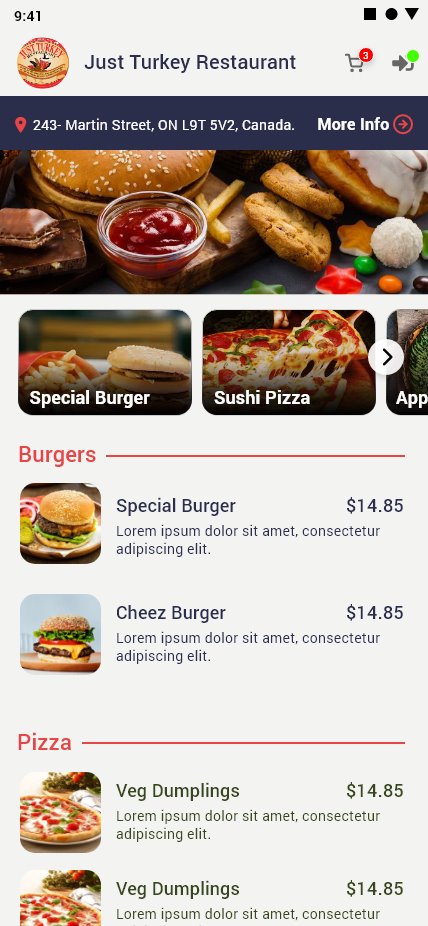 9:41
JUST TURKEY
Just Turkey Restaurant
3
243- Martin Street, ON L9T 5V2, Canada.
More Info
Special Burger
Sushi Pizza
App
Burgers
Special Burger
$14.85
Lorem ipsum dolor sit amet, consectetur
adipiscing elit.
Cheez Burger
$14.85
Lorem ipsum dolor sit amet, consectetur
adipiscing elit.
Pizza
Veg Dumplings
$14.85
Lorem ipsum dolor sit amet, consectetur
adipiscing elit.
Veg Dumplings
$14.85
Lorem ipsum dolor sit amet, consectetur